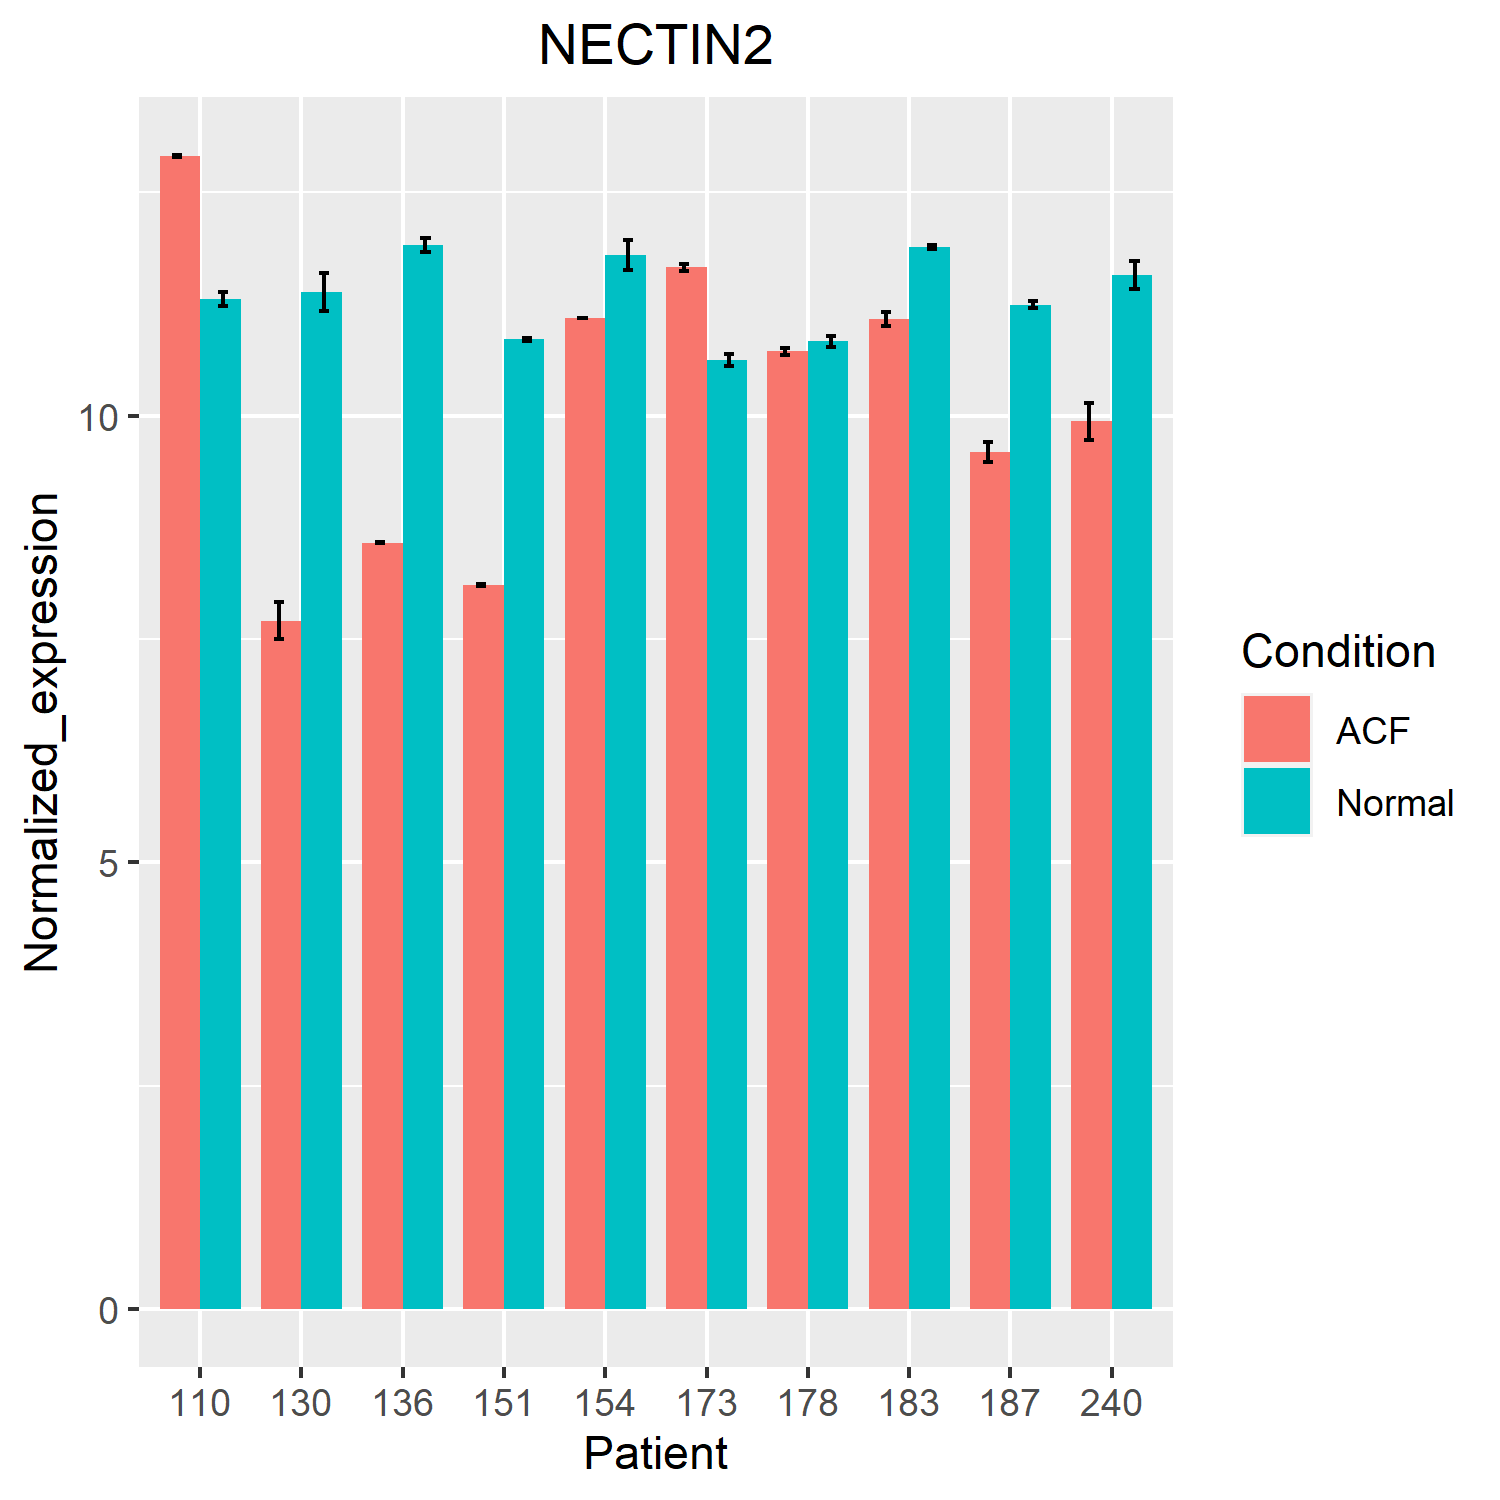 NECTIN2
Normalized_expression
10
5
0
110 130 136 151 154 173 178 183 187 240
Patient
Condition
ACF
Normal